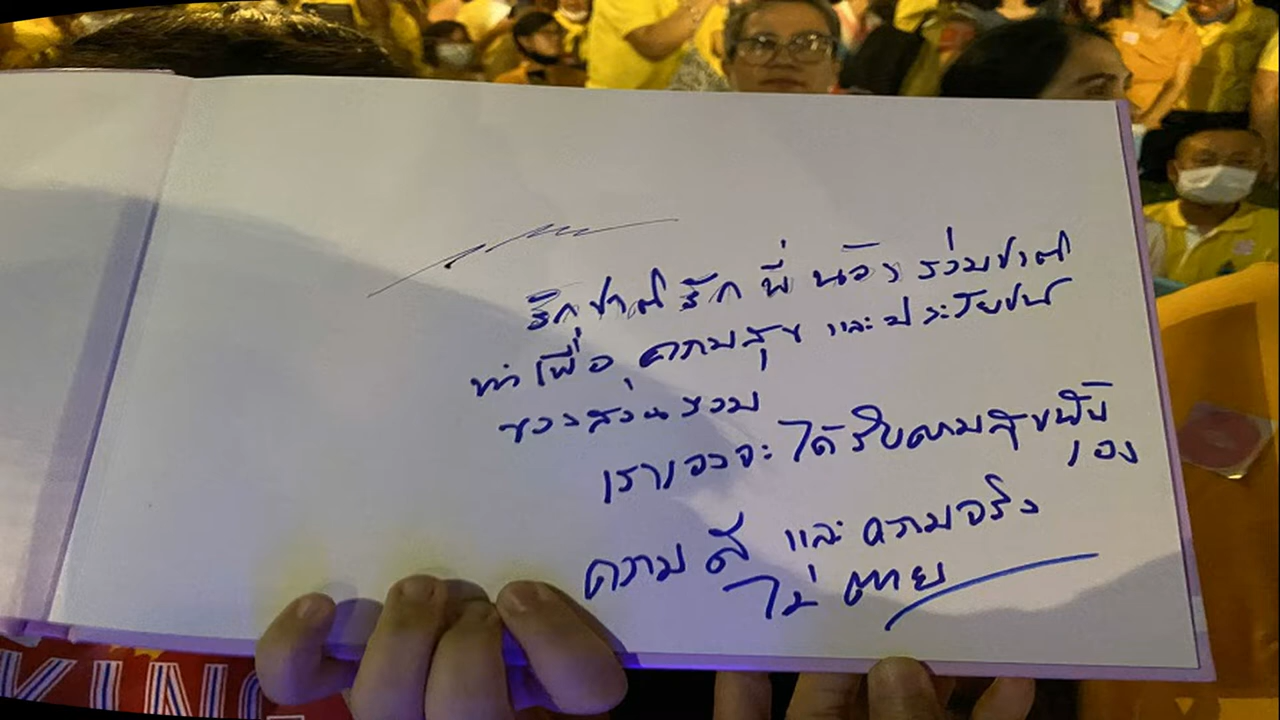 รักชาติ รัก พี่ น้อง ร่วมชาติ
ทำ เพื่อ ความสุข และ ประโยชน์
ของส่วนรวม
เราเองจะ ได้ รับความสุขนั้น
เอง
ความ ดี และ ความจริง
ไม่ ตาย
KING